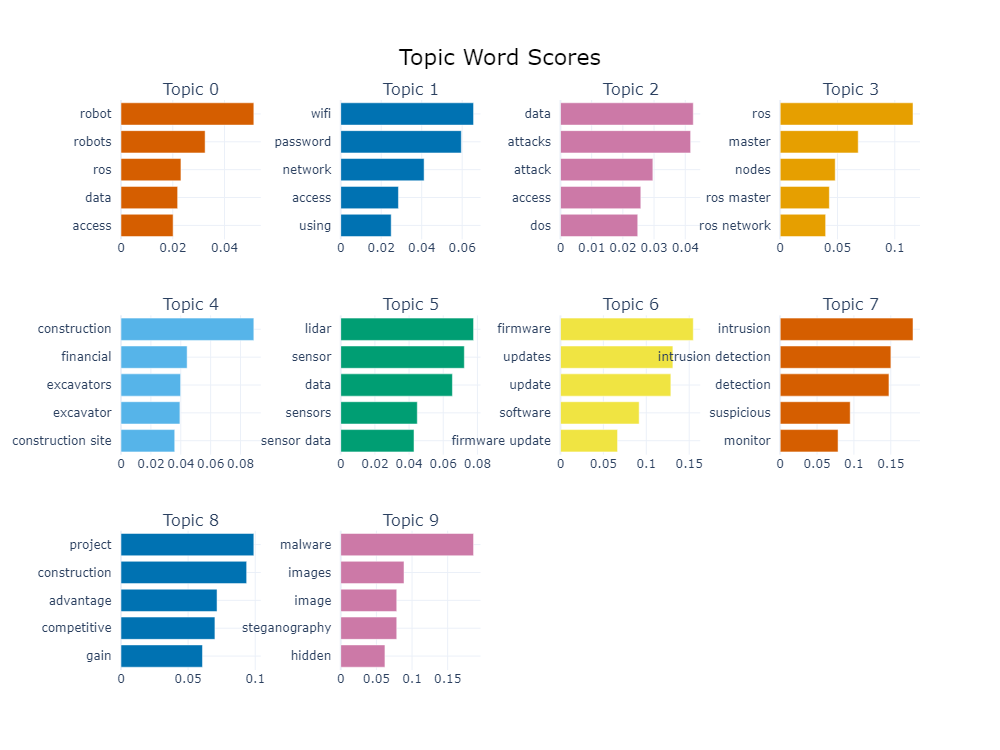 Topic Word Scores
Topic 0
robot
robots
ros
data
access
0 0.02 0.04
Topic 1
wifi
password
network
access
using
0 0.02 0.04 0.06
Topic 2
data
attacks
attack
access
dos
0 0.01 0.02 0.03 0.04
Topic 3
ros
master
nodes
ros master
ros network
0 0.05 0.1
Topic 4
construction
financial
excavators
excavator
construction site
0 0.02 0.04 0.06 0.08
Topic 5
lidar
sensor
data
sensors
sensor data
0 0.02 0.04 0.06 0.08
Topic 6
firmware
updates
update
software
firmware update
0 0.05 0.1 0.15
Topic 7
intrusion
intrusion detection
detection
suspicious
monitor
0 0.05 0.1 0.15
Topic 8
project
construction
advantage
competitive
gain
0 0.05 0.1
Topic 9
malware
images
image
steganography
hidden
0 0.05 0.1 0.15